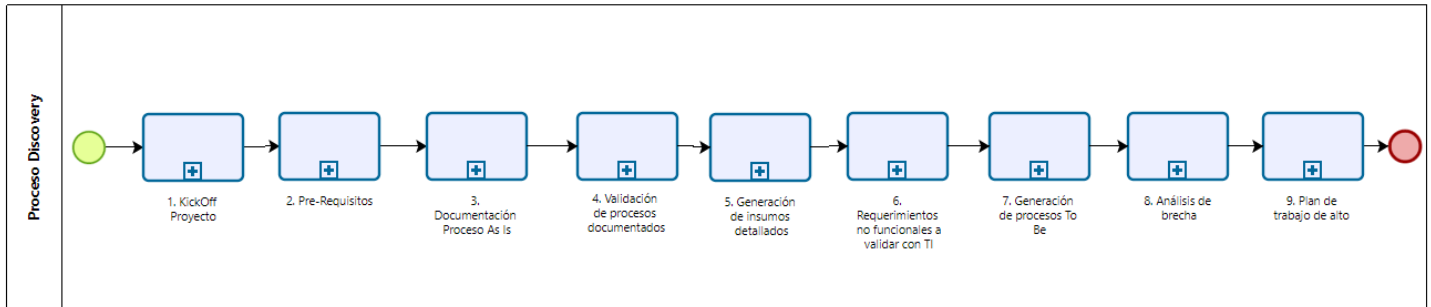 Proceso Discovery
1. KickOff
Proyecto
2. Pre-Requisitos
3.
Documentación
Proceso As Is
4. Validación
de procesos
documentados
5. Generación
de insumos
detallados
6.
Requerimientos
no funcionales a
validar con TI
7. Generación
de procesos To
Be
8. Análisis de
brecha
9. Plan de
trabajo de alto